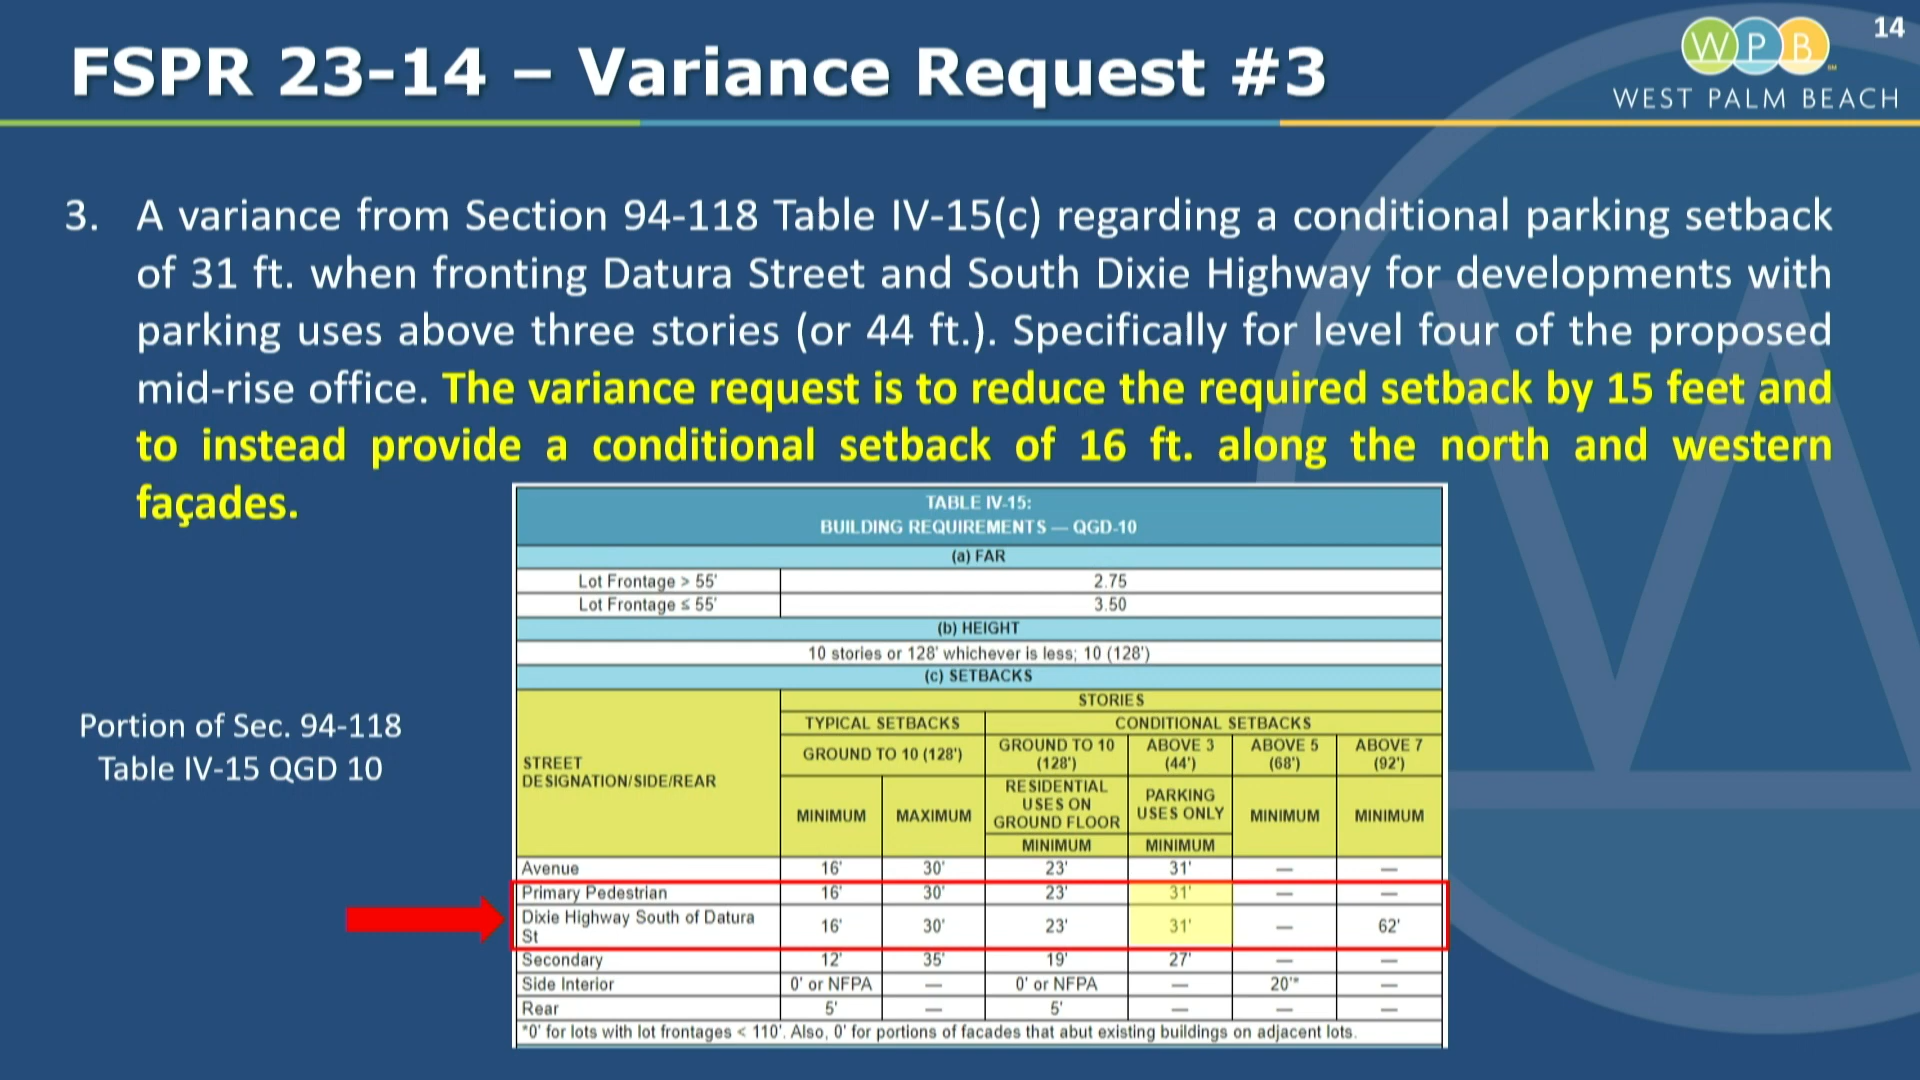 14
FSPR 23-14 – Variance Request #3
WPB
WEST PALM BEACH
3. A variance from Section 94-118 Table IV-15(c) regarding a conditional parking setback
of 31 ft. when fronting Datura Street and South Dixie Highway for developments with
parking uses above three stories (or 44 ft.). Specifically for level four of the proposed
mid-rise office. The variance request is to reduce the required setback by 15 feet and
to instead provide a conditional setback of 16 ft. along the north and western
façades.
TABLE IV-15:
BUILDING REQUIREMENTS — QGD-10
(a) FAR
Lot Frontage > 55' 2.75
Lot Frontage ≤ 55' 3.50
(b) HEIGHT
10 stories or 128' whichever is less; 10 (128')
(c) SETBACKS
STORIES
TYPICAL SETBACKS CONDITIONAL SETBACKS
STREET
DESIGNATION/SIDE/REAR
GROUND TO 10 (128')
GROUND TO 10
(128')
ABOVE 3
(44')
ABOVE 5
(68')
ABOVE 7
(92')
MINIMUM
MAXIMUM
RESIDENTIAL
USES ON
GROUND FLOOR
PARKING
USES ONLY
MINIMUM
MINIMUM
MINIMUM MINIMUM
Avenue 16' 30' 23' 31' — —
Primary Pedestrian 16' 30' 23' 31' — —
Dixie Highway South of Datura
St 16' 30' 23' 31' — 62'
Secondary 12' 35' 19' 27' — —
Side Interior 0' or NFPA — 0' or NFPA — 20'* —
Rear 5' — 5' — — —
*0' for lots with lot frontages < 110'. Also, 0' for portions of facades that abut existing buildings on adjacent lots.
Portion of Sec. 94-118
Table IV-15 QGD 10